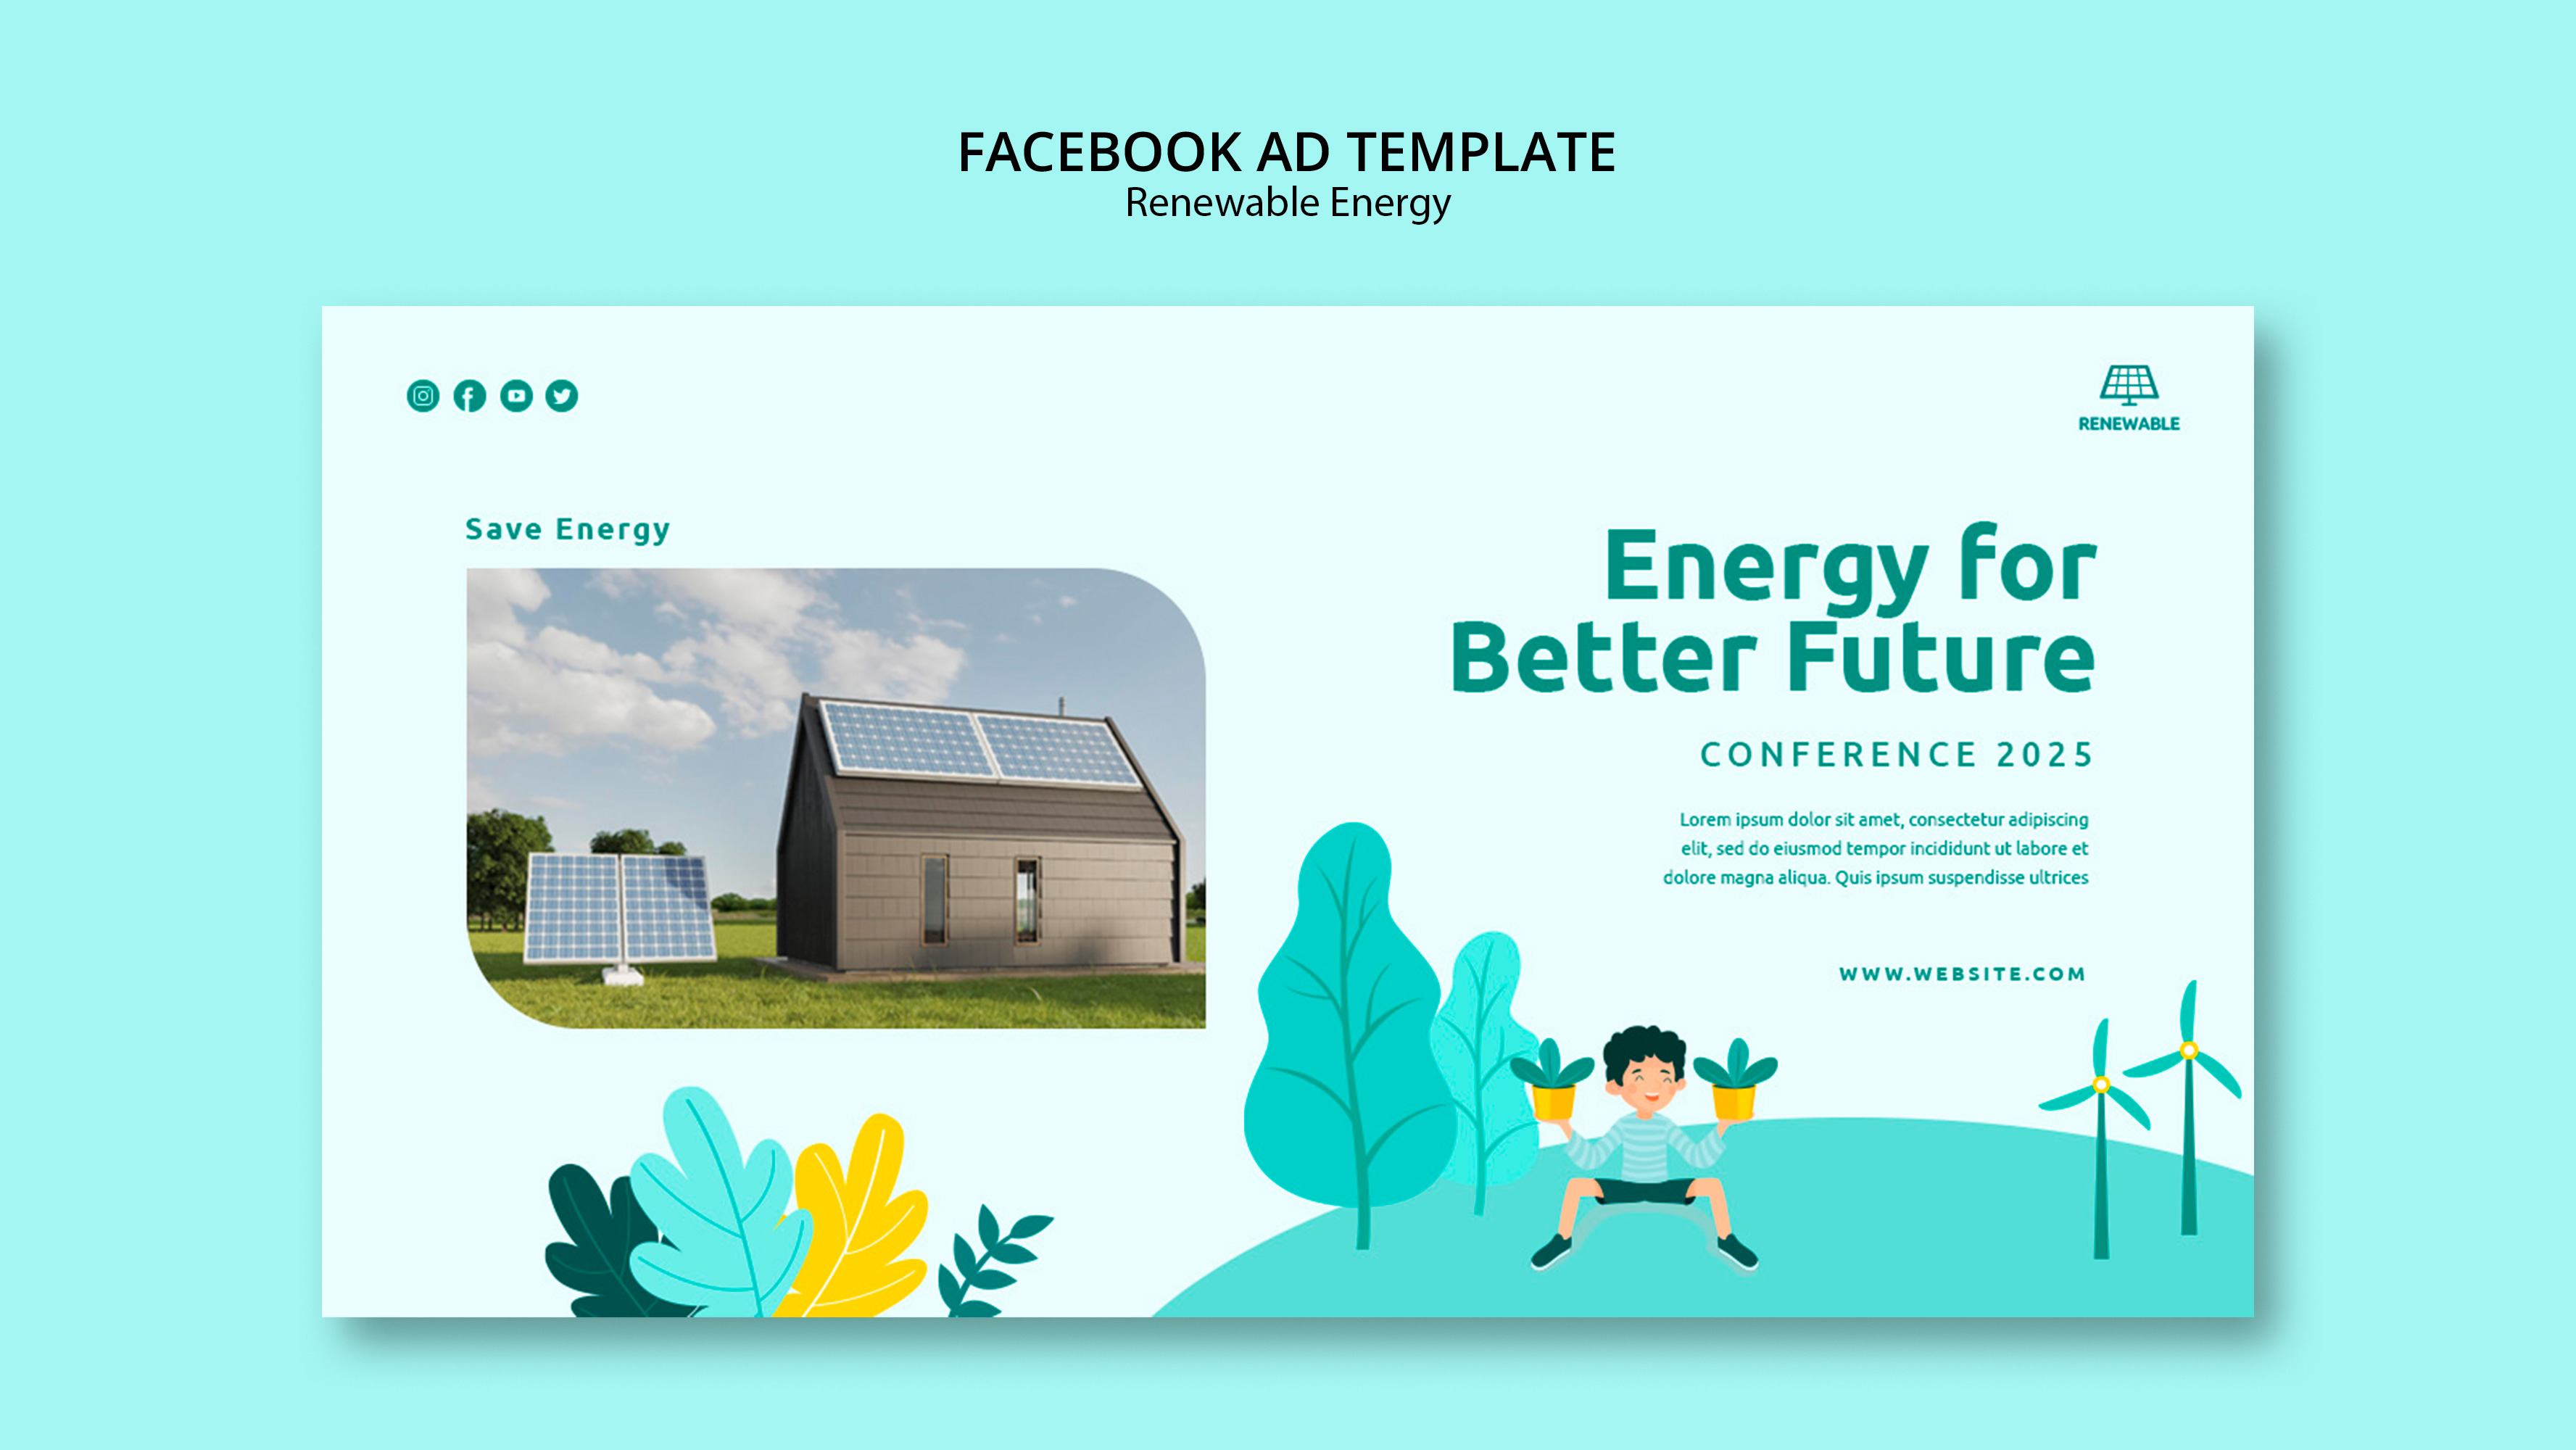 FACEBOOK AD TEMPLATE
Renewable Energy
RENEWABLE
Save Energy
Energy for
Better Future
CONFERENCE 2025
Lorem ipsum dolor sit amet, consectetur adipiscing
elit, sed do eiusmod tempor incididunt ut labore et
dolore magna aliqua. Quis ipsum suspendisse ultrices
WWW.WEBSITE.COM